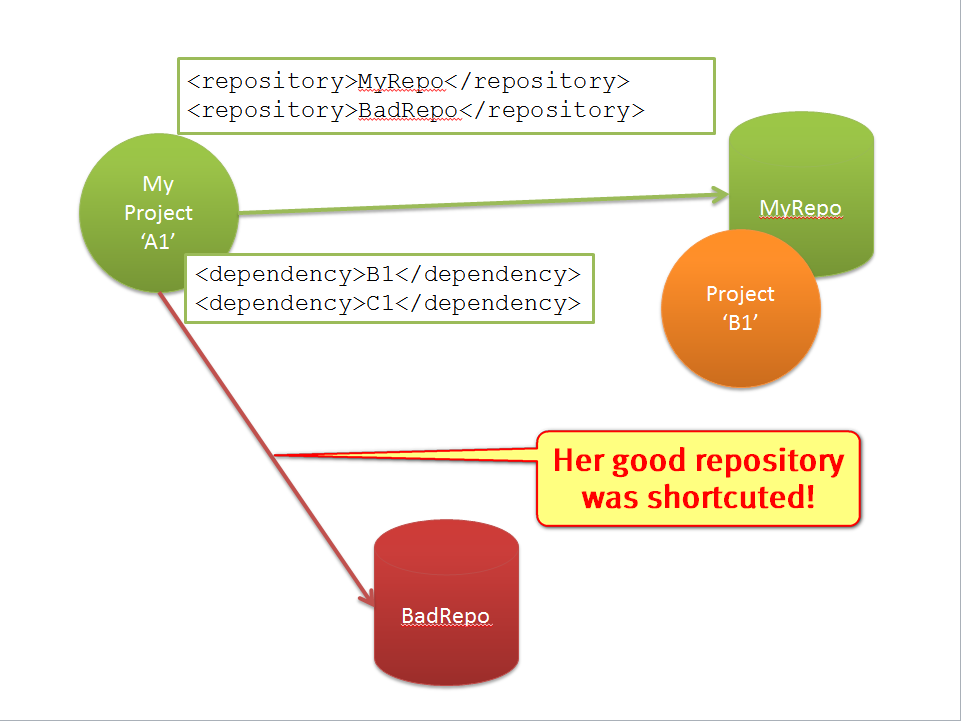 <repository>MyRepo</repository>
<repository>BadRepo</repository>
My
Project
‘A1’
MyRepo
<dependency>B1</dependency>
<dependency>C1</dependency>
Project
‘B1’
Her good repository
was shortcuted!
BadRepo